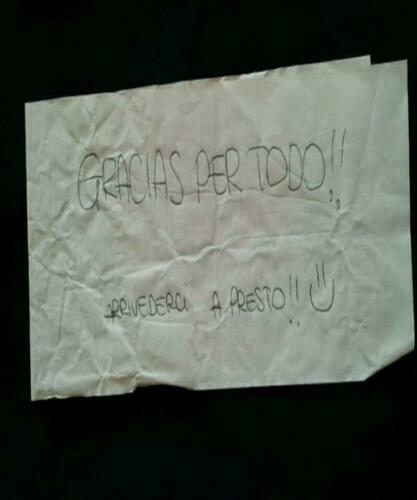 GRACIAS PER TODO!!
ARRIVEDERCI A PRESTO!! =)